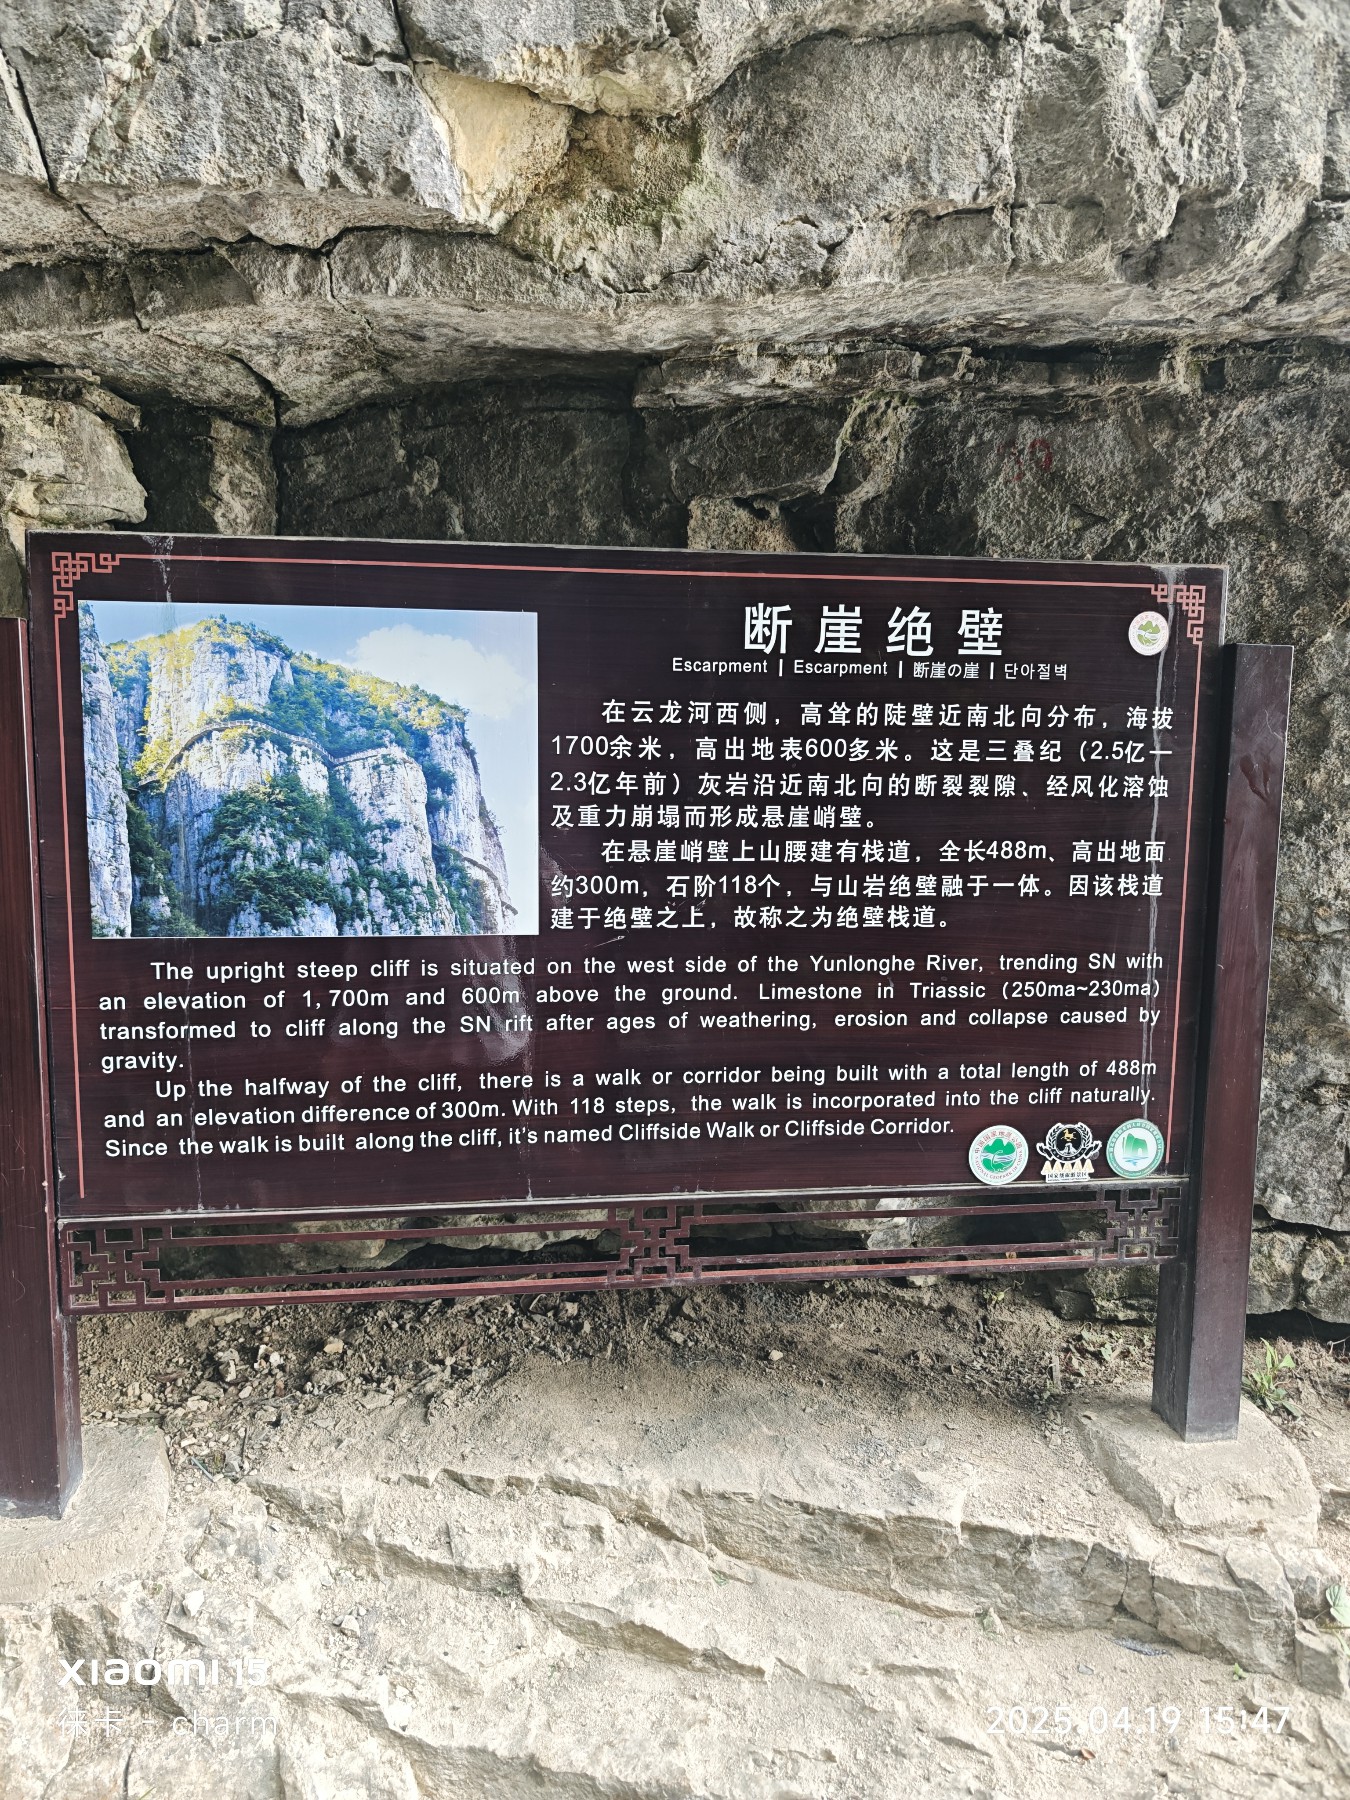 断崖绝壁
Escarpment | Escarpment | 断崖の崖 | 단아절벽
在云龙河西侧，高耸的陡壁近南北向分布，海拔
1700余米，高出地表600多米。这是三叠纪（2.5亿—
2.3亿年前）灰岩沿近南北向的断裂裂隙、经风化溶蚀
及重力崩塌而形成悬崖峭壁。
在悬崖峭壁上山腰建有栈道，全长488m、高出地面
约300m，石阶118个，与山岩绝壁融于一体。因该栈道
建于绝壁之上，故称之为绝壁栈道。
The upright steep cliff is situated on the west side of the Yunlonghe River, trending SN with
an elevation of 1,700m and 600m above the ground. Limestone in Triassic (250ma~230ma)
transformed to cliff along the SN rift after ages of weathering, erosion and collapse caused by
gravity.
Up the halfway of the cliff, there is a walk or corridor being built with a total length of 488m
and an elevation difference of 300m. With 118 steps, the walk is incorporated into the cliff naturally.
Since the walk is built along the cliff, it's named Cliffside Walk or Cliffside Corridor.
AAAAA
国家级旅游景区
xiaomi 15
徕卡 - charm
2025.04.19 15:47